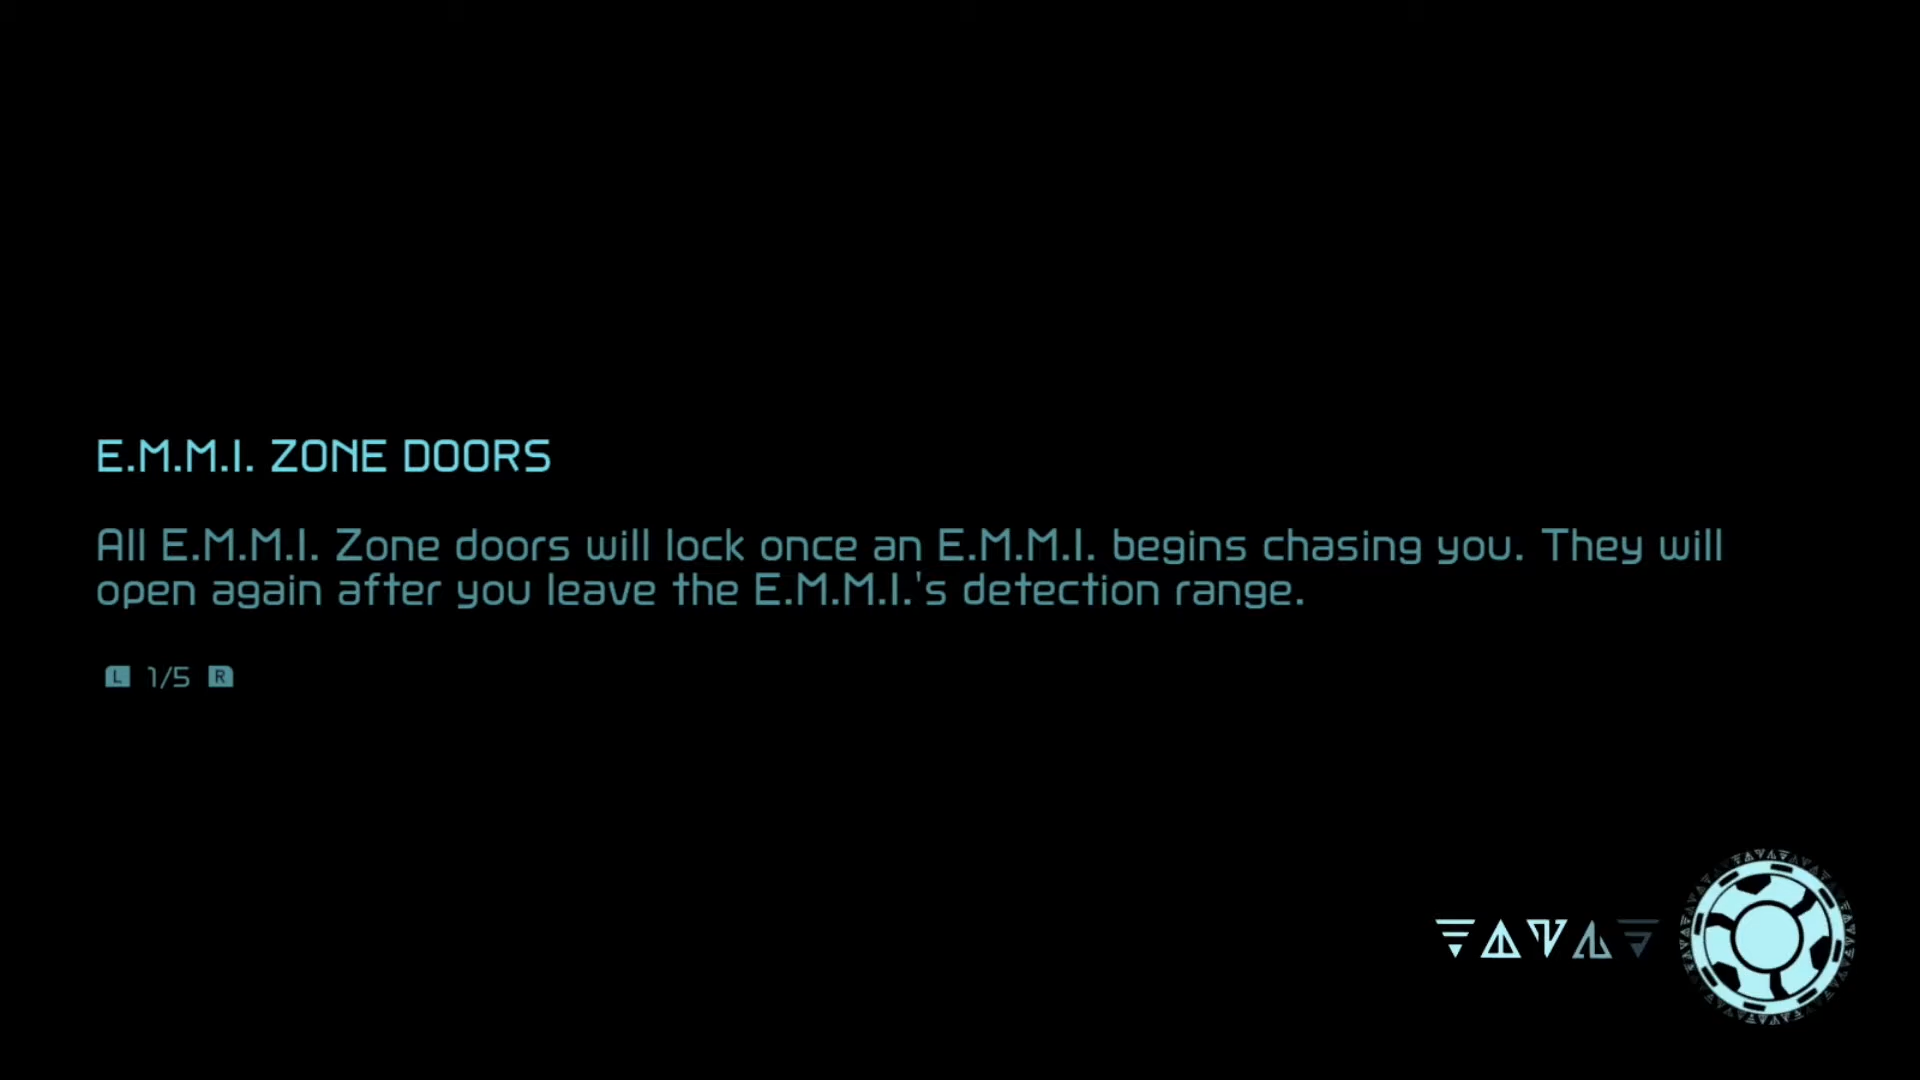 E.M.M.I. ZONE DOORS
All E.M.M.I. Zone doors will lock once an E.M.M.I. begins chasing you. They will
open again after you leave the E.M.M.I.'s detection range.
L 1/5 R